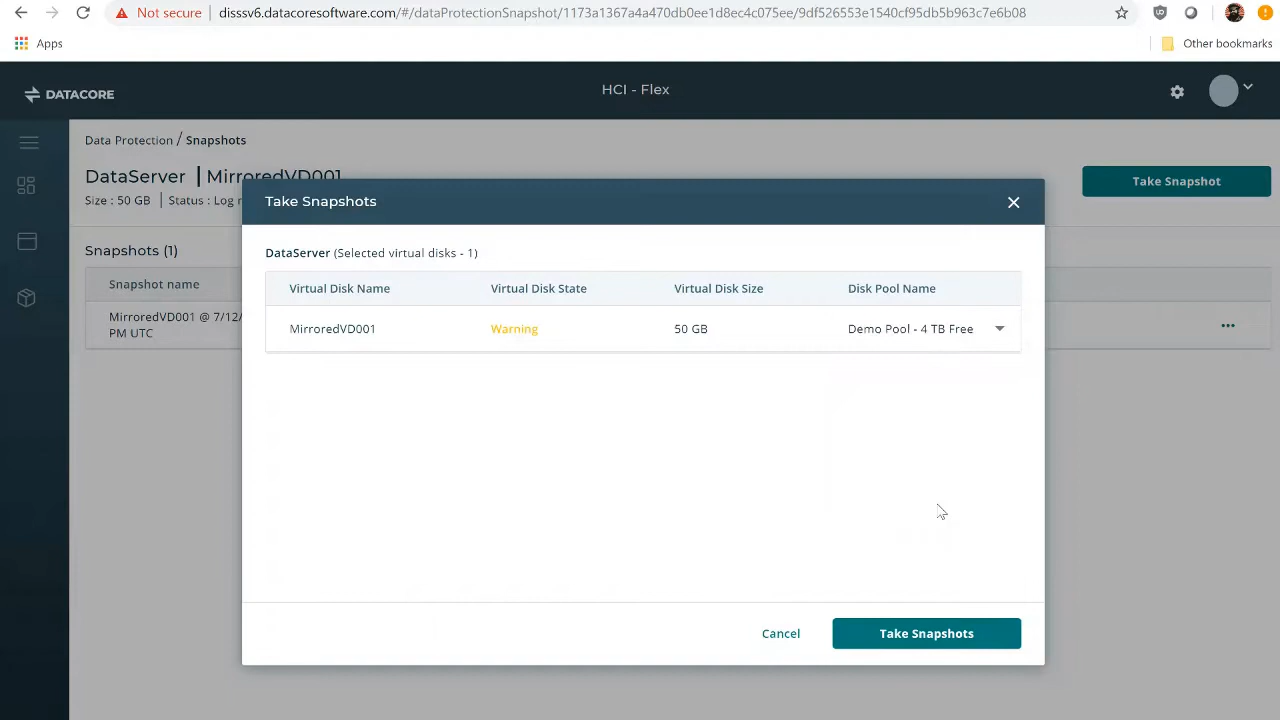 Not secure disssv6.datacoresoftware.com/#/dataProtectionSnapshot/1173a1367a4a470db0ee1d8ec4c075ee/9df526553e1540cf95db5b963c7e6b08
Apps Other bookmarks
DATACORE HCI - Flex
Data Protection / Snapshots
DataServer | MirroredVD001
Take Snapshot
Size : 50 GB | Status : Log
Take Snapshots
Snapshots (1)
DataServer (Selected virtual disks - 1)
Snapshot name
Virtual Disk Name Virtual Disk State Virtual Disk Size Disk Pool Name
MirroredVD001 @ 7/12/
PM UTC
MirroredVD001 Warning 50 GB Demo Pool - 4 TB Free
Cancel Take Snapshots